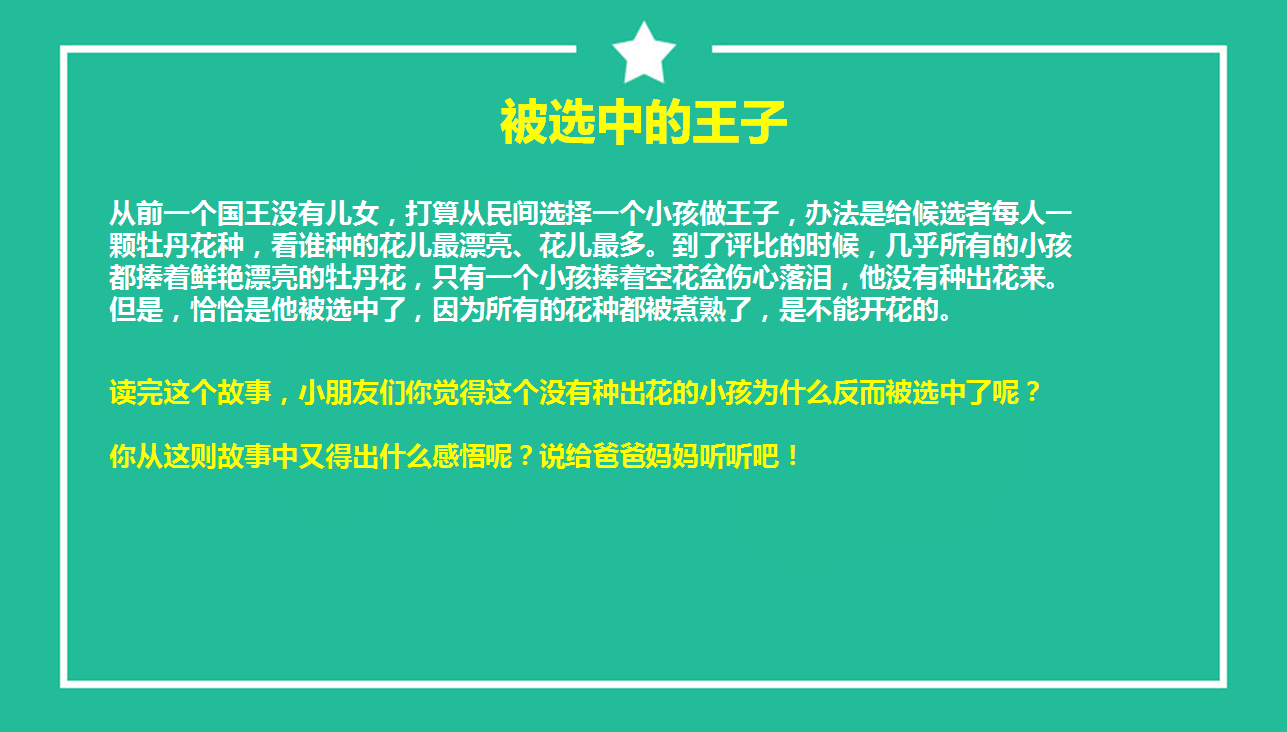 被选中的王子
从前一个国王没有儿女，打算从民间选择一个小孩做王子，办法是给候选者每人一
颗牡丹花种，看谁种的花儿最漂亮、花儿最多。到了评比的时候，几乎所有的小孩
都捧着鲜艳漂亮的牡丹花，只有一个小孩捧着空花盆伤心落泪，他没有种出花来。
但是，恰恰是他被选中了，因为所有的花种都被煮熟了，是不能开花的。
读完这个故事，小朋友们你觉得这个没有种出花的小孩为什么反而被选中了呢？
你从这则故事中又得出什么感悟呢？说给爸爸妈妈听听吧！